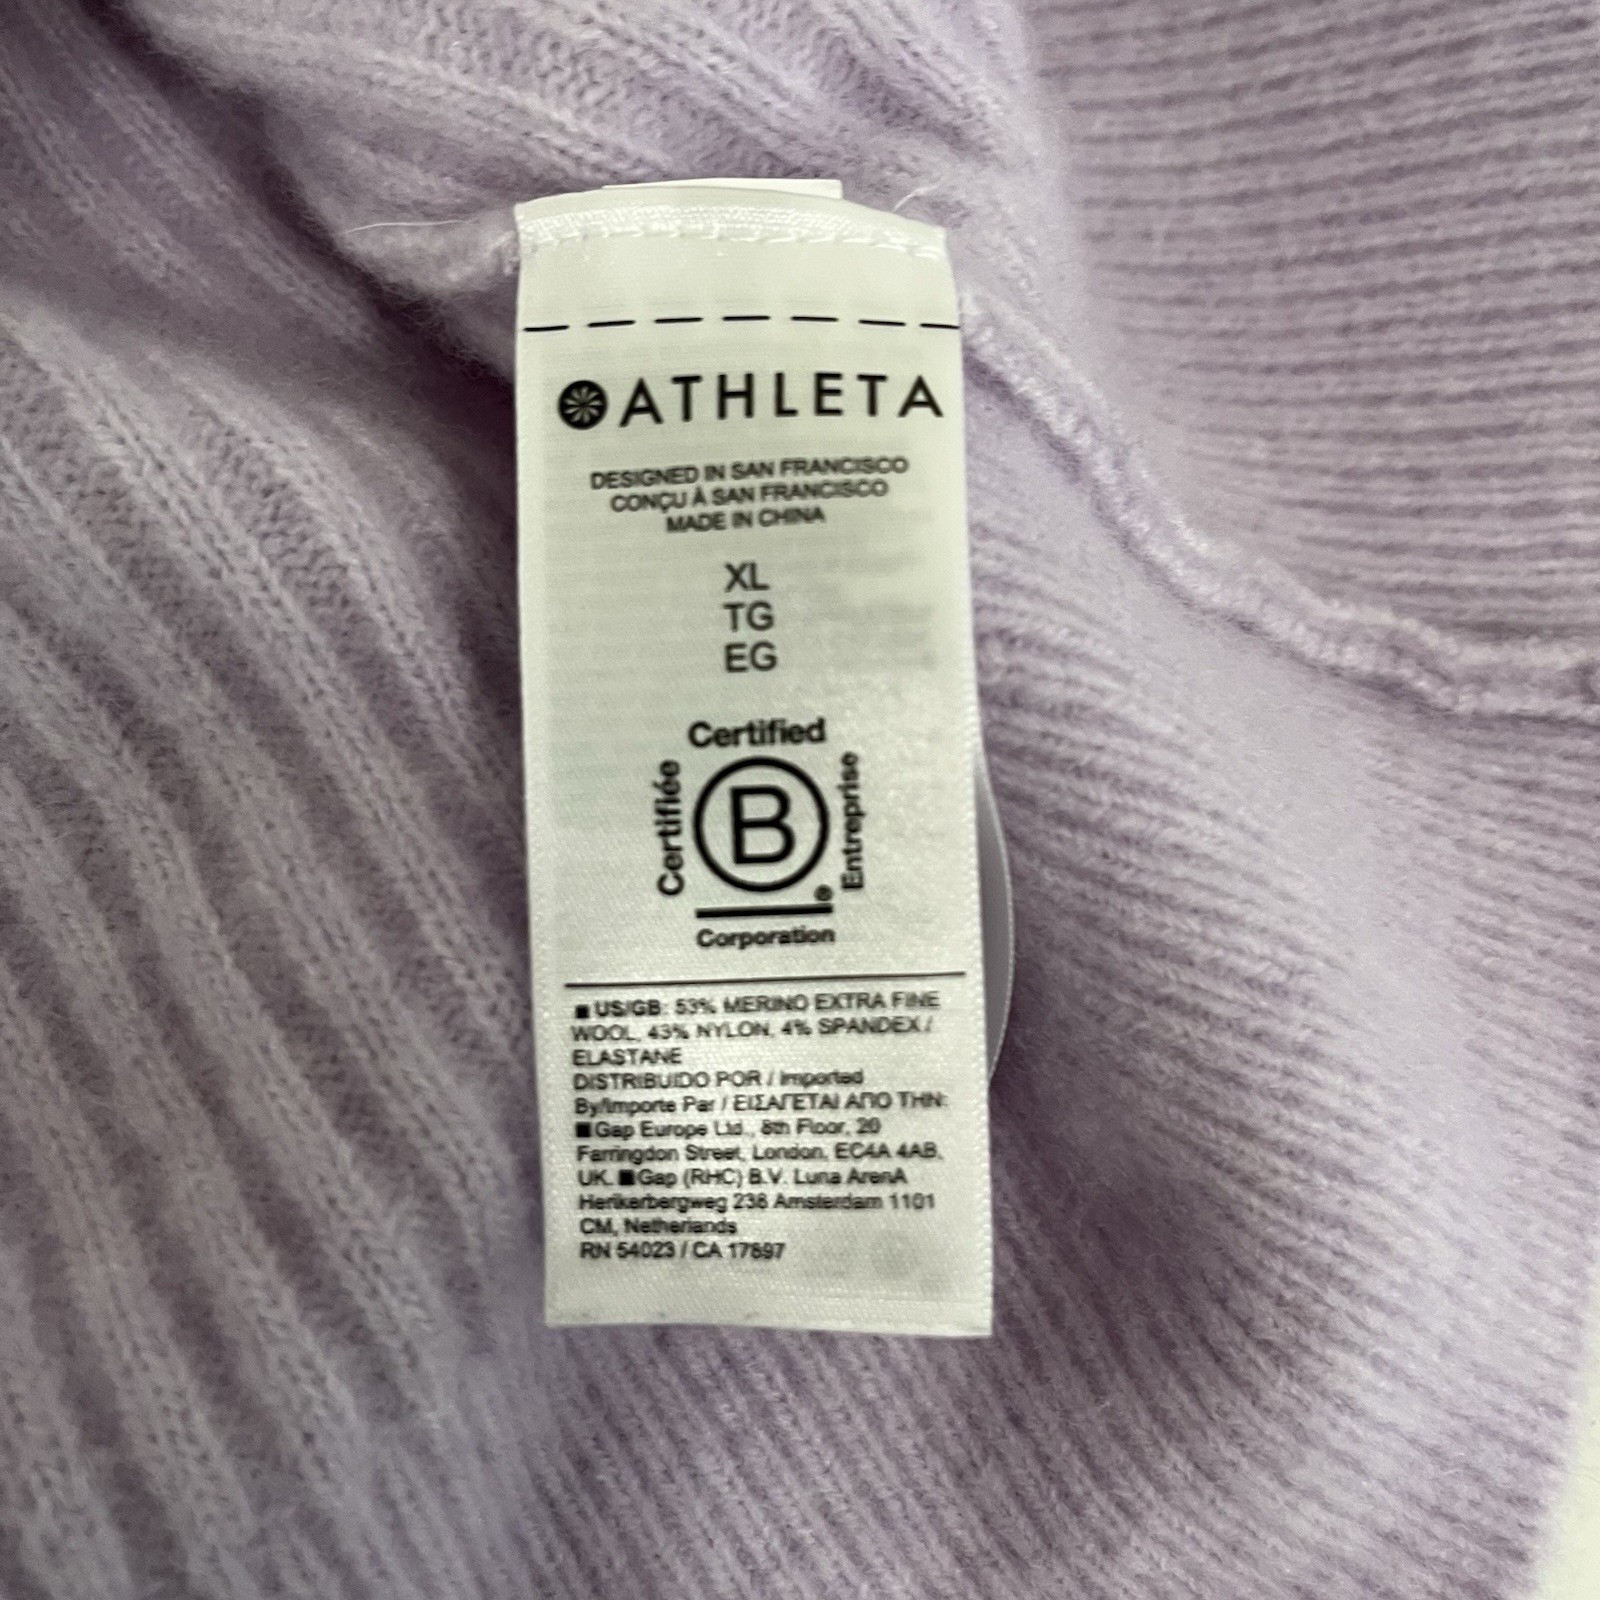 ATHLETA
DESIGNED IN SAN FRANCISCO
CONÇU À SAN FRANCISCO
MADE IN CHINA
XL
TG
EG
Certified
Certifiée
B
Entreprise
®
Corporation
■ US/GB: 53% MERINO EXTRA FINE
WOOL, 43% NYLON, 4% SPANDEX /
ELASTANE
DISTRIBUIDO POR / Imported
By/Importe Par / ΕΙΣΑΓΕΤΑΙ ΑΠΟ ΤΗΝ:
■Gap Europe Ltd., 8th Floor, 20
Farringdon Street, London, EC4A 4AB,
UK. ■Gap (RHC) B.V. Luna ArenA
Herikerbergweg 238 Amsterdam 1101
CM, Netherlands
RN 54023 / CA 17897